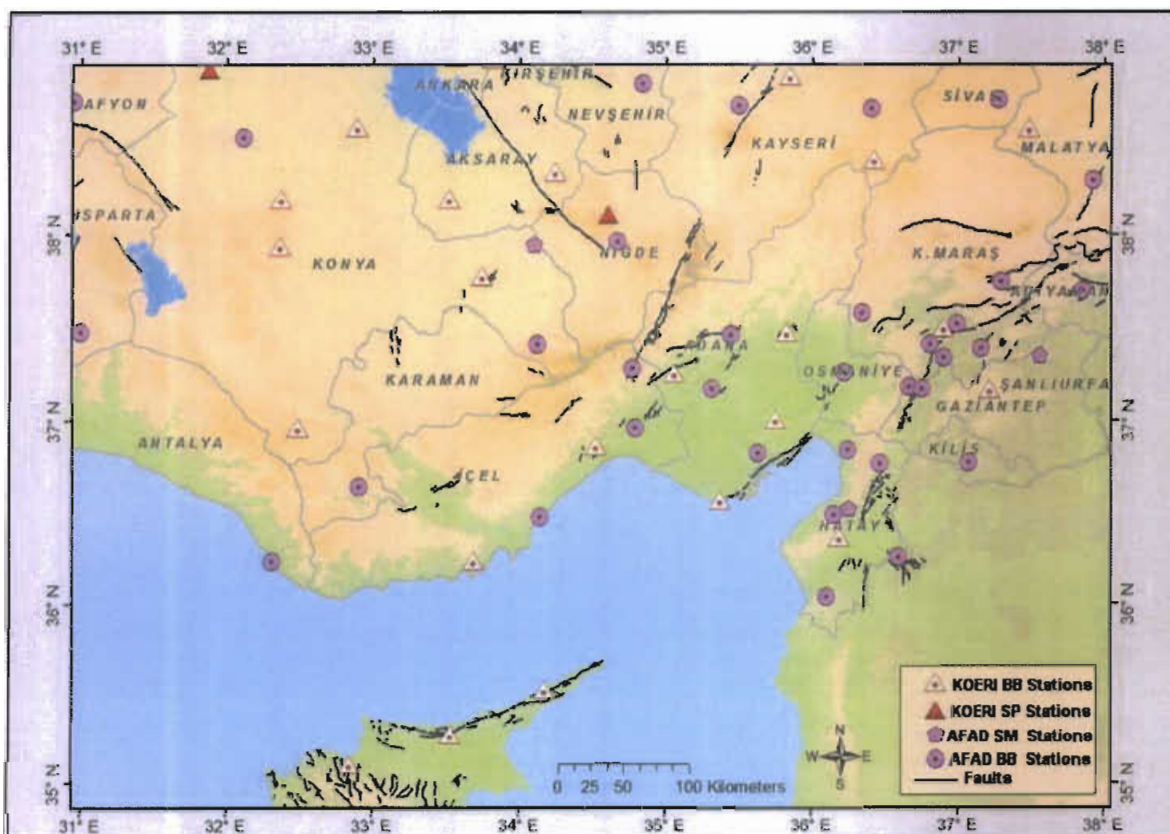 31° E 32° E 33° E 34° E 35° E 36° E 37° E 38° E
AFYON
ANKARA
KIRŞEHİR
NEVŞEHİR
SİVAS
AKSARAY
KAYSERİ
MALATYA
ISPARTA
38° N
38° N
KONYA
NİĞDE
K.MARAŞ
ADIYAMAN
ADANA
KARAMAN
OSMANİYE
ŞANLIURFA
GAZİANTEP
37° N
37° N
ANTALYA
KİLİS
İÇEL
HATAY
36° N
36° N
KOERI BB Stations
KOERI SP Stations
AFAD SM Stations
AFAD BB Stations
Faults
N
W E
S
0 25 50 100 Kilometers
35° N
35° N
31° E 32° E 33° E 34° E 35° E 36° E 37° E 38° E